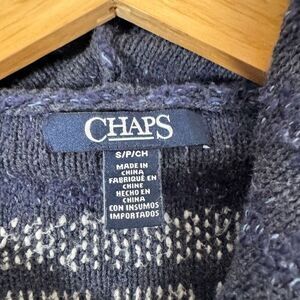 CHAPS
S/P/CH
MADE IN
CHINA
FABRIQUÉ EN
CHINE
HECHO EN
CHINA
CON INSUMOS
IMPORTADOS